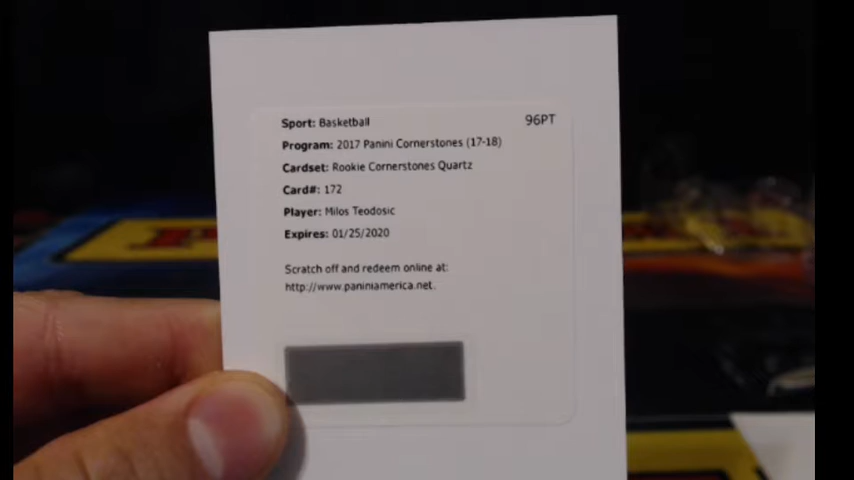 Sport: Basketball
96PT
Program: 2017 Panini Cornerstones (17-18)
Cardset: Rookie Cornerstones Quartz
Card#: 172
Player: Milos Teodosic
Expires: 01/25/2020
Scratch off and redeem online at:
http://www.paniniamerica.net.